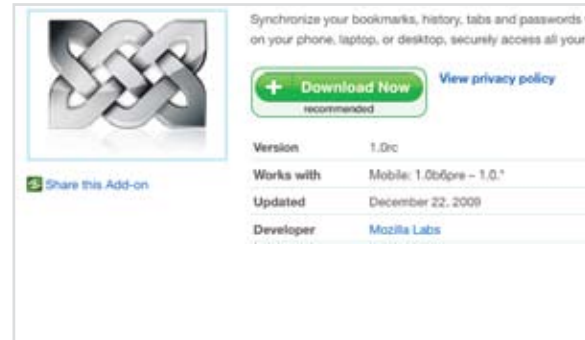 Synchronize your bookmarks, history, tabs and passwords
on your phone, laptop, or desktop, securely access all your
+ Download Now
recommended
View privacy policy
Version 1.0rc
Works with Mobile: 1.0b6pre – 1.0.*
Share this Add-on
Updated December 22, 2009
Developer Mozilla Labs